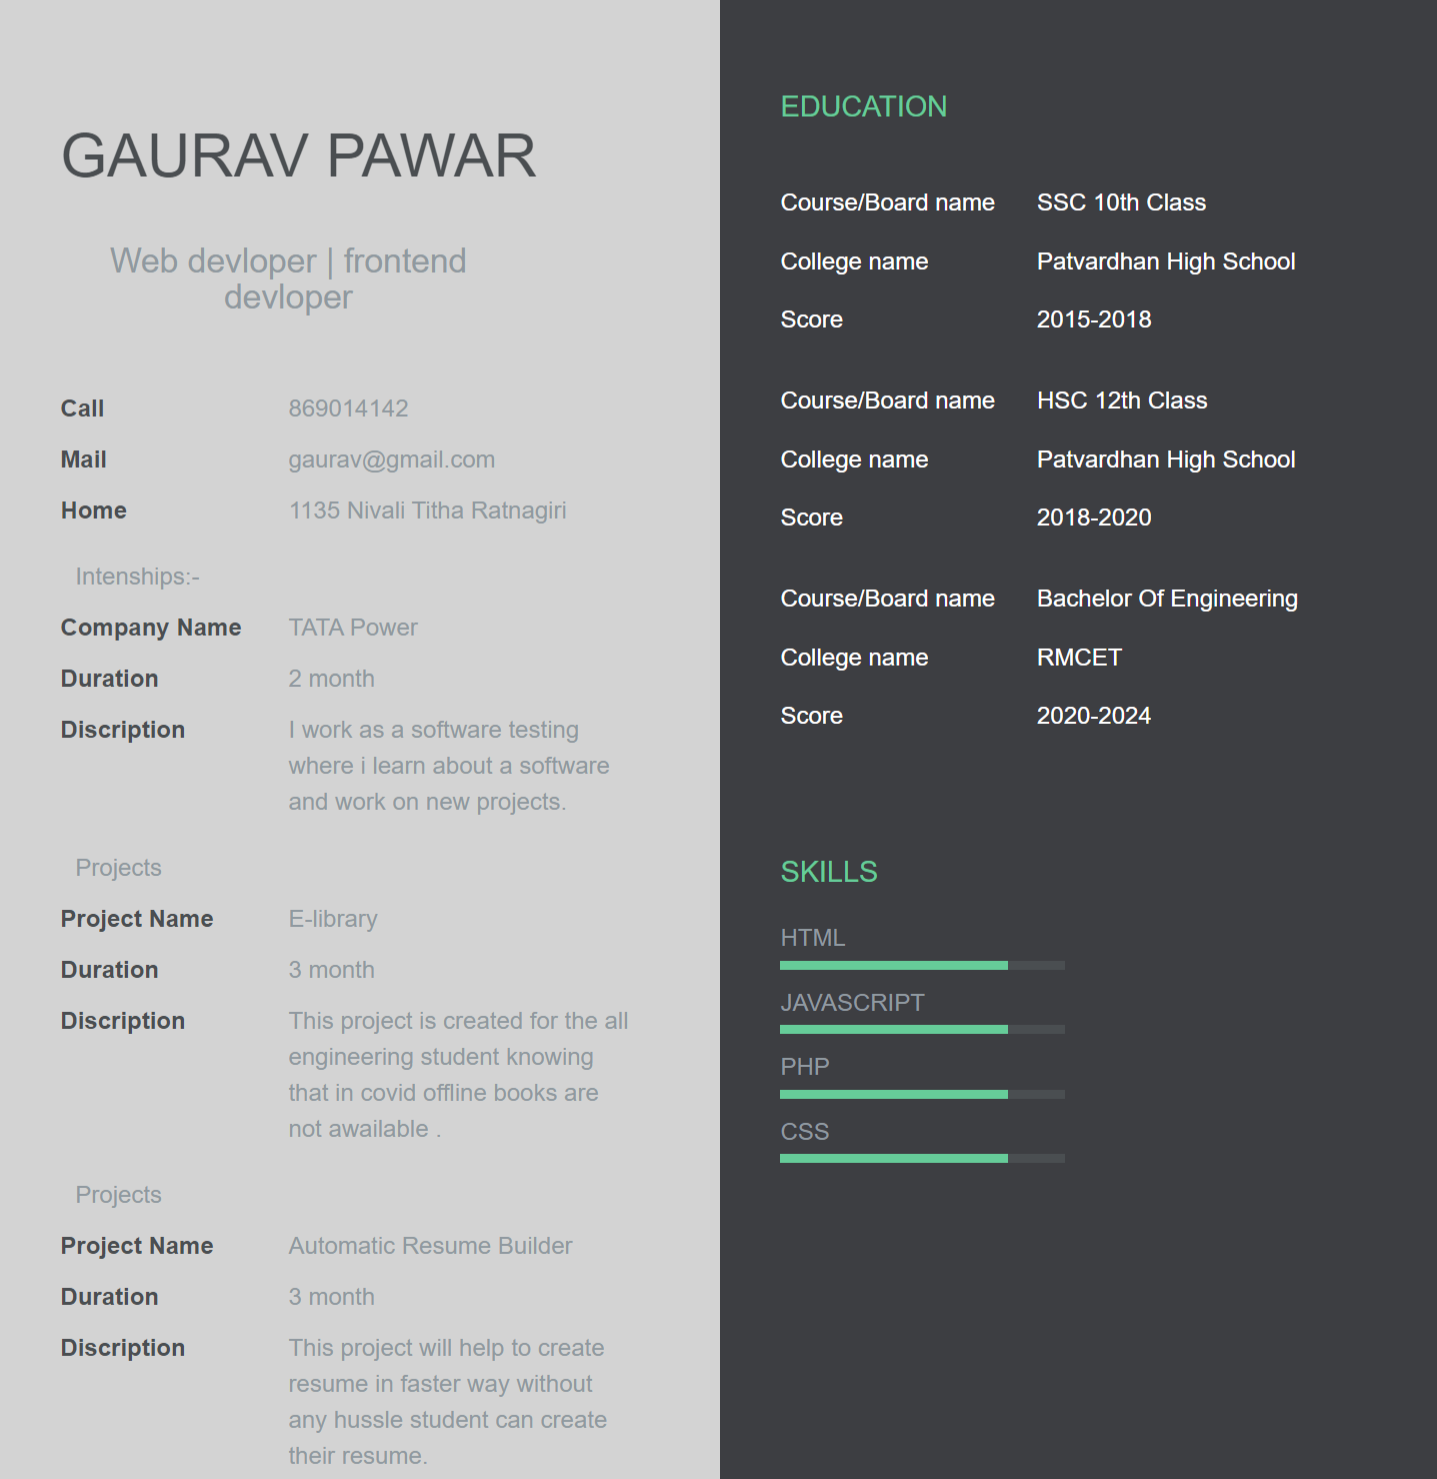 GAURAV PAWAR
Web devloper | frontend
devloper
Call 869014142
Mail gaurav@gmail.com
Home 1135 Nivali Titha Ratnagiri
Intenships:-
Company Name TATA Power
Duration 2 month
Discription I work as a software testing
where i learn about a software
and work on new projects.
Projects
Project Name E-library
Duration 3 month
Discription This project is created for the all
engineering student knowing
that in covid offline books are
not awailable .
Projects
Project Name Automatic Resume Builder
Duration 3 month
Discription This project will help to create
resume in faster way without
any hussle student can create
their resume.
EDUCATION
Course/Board name SSC 10th Class
College name Patvardhan High School
Score 2015-2018
Course/Board name HSC 12th Class
College name Patvardhan High School
Score 2018-2020
Course/Board name Bachelor Of Engineering
College name RMCET
Score 2020-2024
SKILLS
HTML
JAVASCRIPT
PHP
CSS